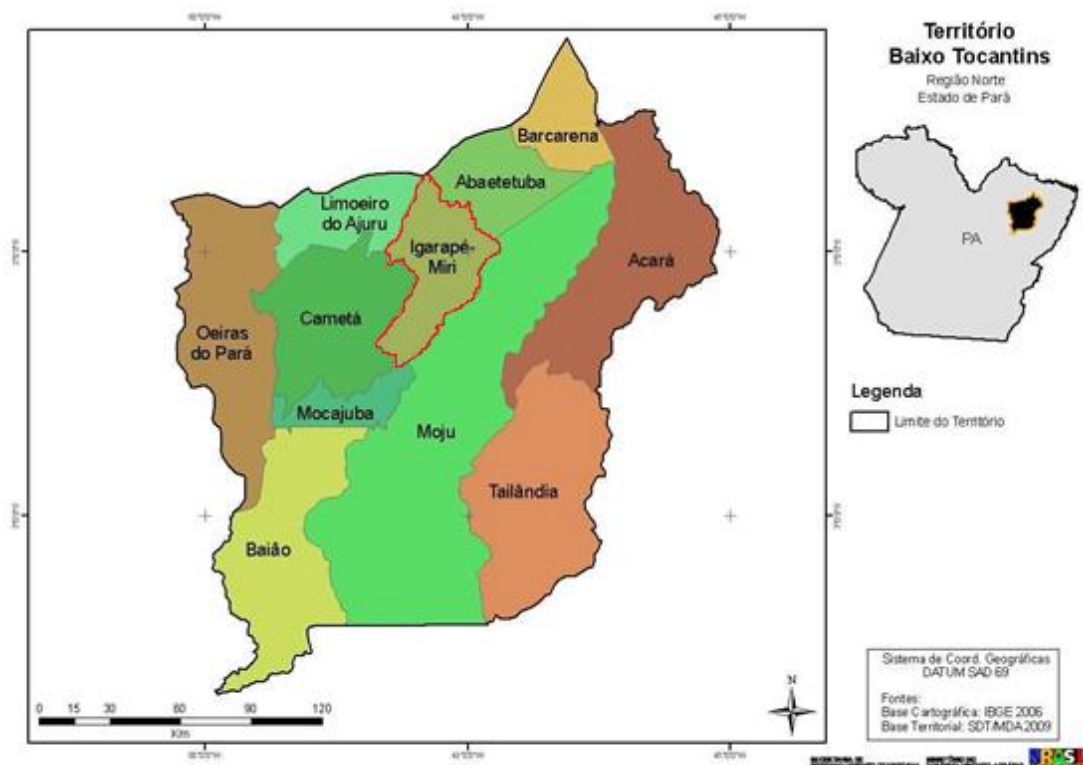 Território
Baixo Tocantins
Região Norte
Estado de Pará
PA
Legenda
Limite do Território
Barcarena
Abaetetuba
Limoeiro
do Ajuru
Igarapé-
Miri
Acará
Cametá
Oeiras
do Pará
Mocajuba
Moju
Tailândia
Baião
N
0 15 30 60 90 120
Km
Sistema de Coord. Geográficas
DATUM SAD 69
Fontes:
Base Cartográfica: IBGE 2006
Base Territorial: SDT/MDA 2009